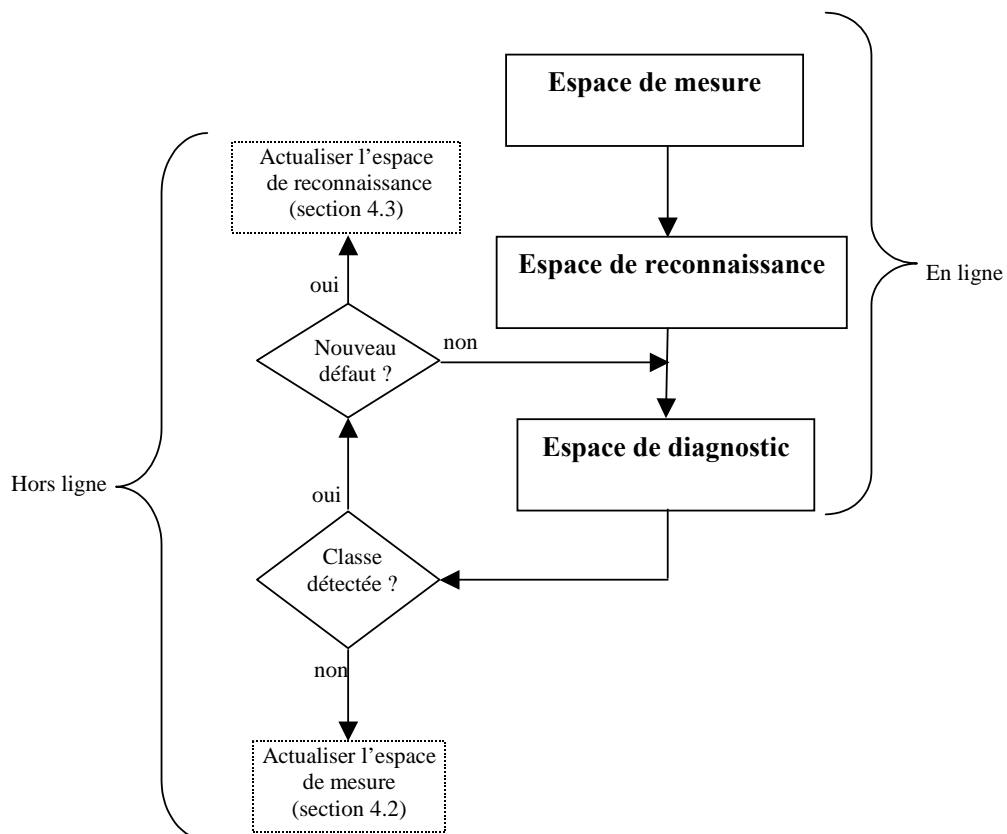 Espace de mesure
Actualiser l'espace
de reconnaissance
(section 4.3)
Espace de reconnaissance
En ligne
oui
non
Nouveau
défaut ?
Espace de diagnostic
Hors ligne
oui
Classe
détectée ?
non
Actualiser l'espace
de mesure
(section 4.2)